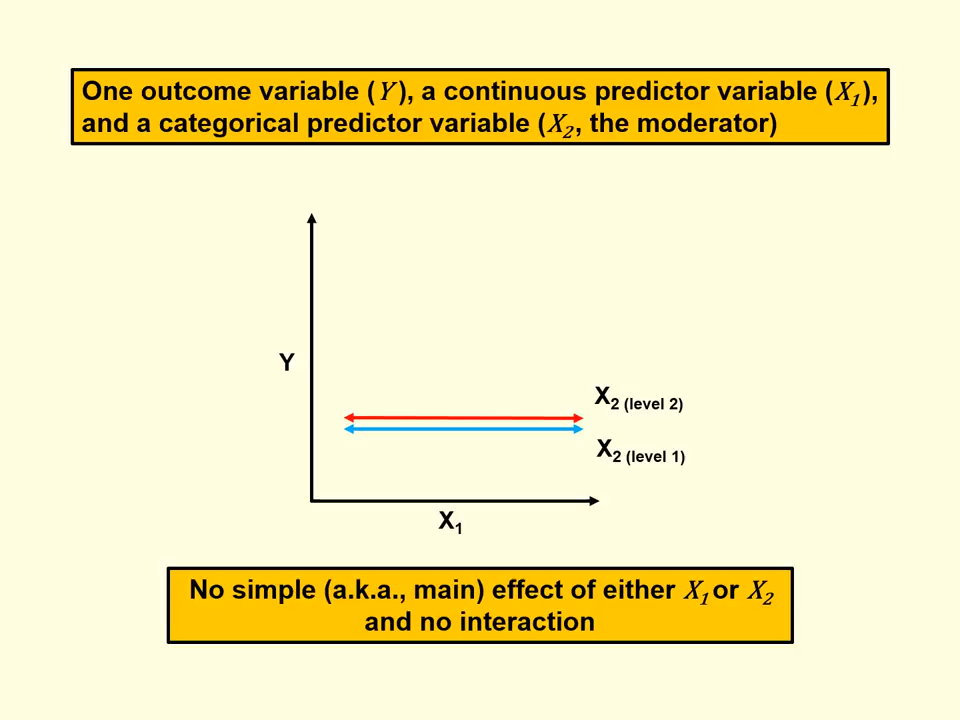 One outcome variable (Y), a continuous predictor variable (X₁),
and a categorical predictor variable (X₂, the moderator)
Y
X₂ (level 2)
X₂ (level 1)
X₁
No simple (a.k.a., main) effect of either X₁ or X₂
and no interaction